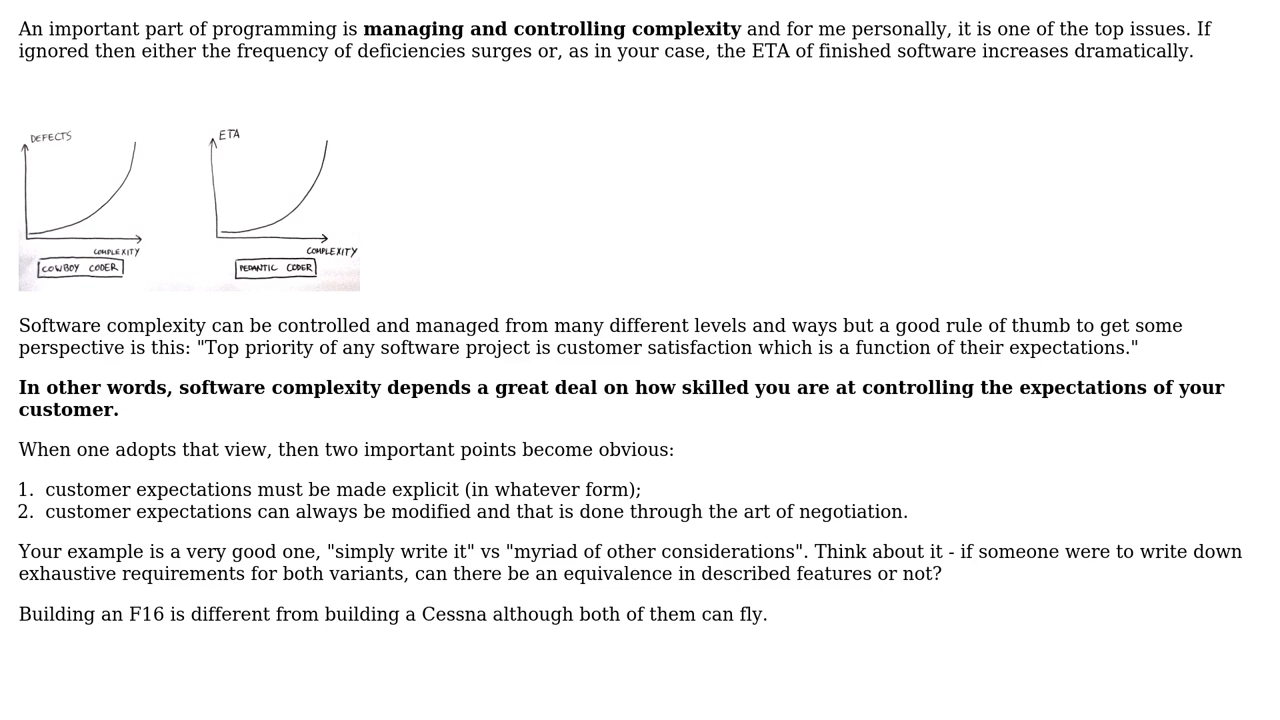 An important part of programming is managing and controlling complexity and for me personally, it is one of the top issues. If
ignored then either the frequency of deficiencies surges or, as in your case, the ETA of finished software increases dramatically.
DEFECTS
COMPLEXITY
COWBOY CODER
ETA
COMPLEXITY
PEDANTIC CODER
Software complexity can be controlled and managed from many different levels and ways but a good rule of thumb to get some
perspective is this: "Top priority of any software project is customer satisfaction which is a function of their expectations."
In other words, software complexity depends a great deal on how skilled you are at controlling the expectations of your
customer.
When one adopts that view, then two important points become obvious:
1. customer expectations must be made explicit (in whatever form);
2. customer expectations can always be modified and that is done through the art of negotiation.
Your example is a very good one, "simply write it" vs "myriad of other considerations". Think about it - if someone were to write down
exhaustive requirements for both variants, can there be an equivalence in described features or not?
Building an F16 is different from building a Cessna although both of them can fly.